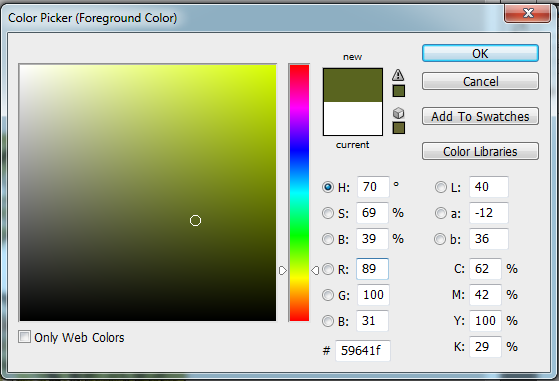 Color Picker (Foreground Color)
new
current
OK
Cancel
Add To Swatches
Color Libraries
H: 70 °
S: 69 %
B: 39 %
R: 89
G: 100
B: 31
# 59641f
L: 40
a: -12
b: 36
C: 62 %
M: 42 %
Y: 100 %
K: 29 %
Only Web Colors